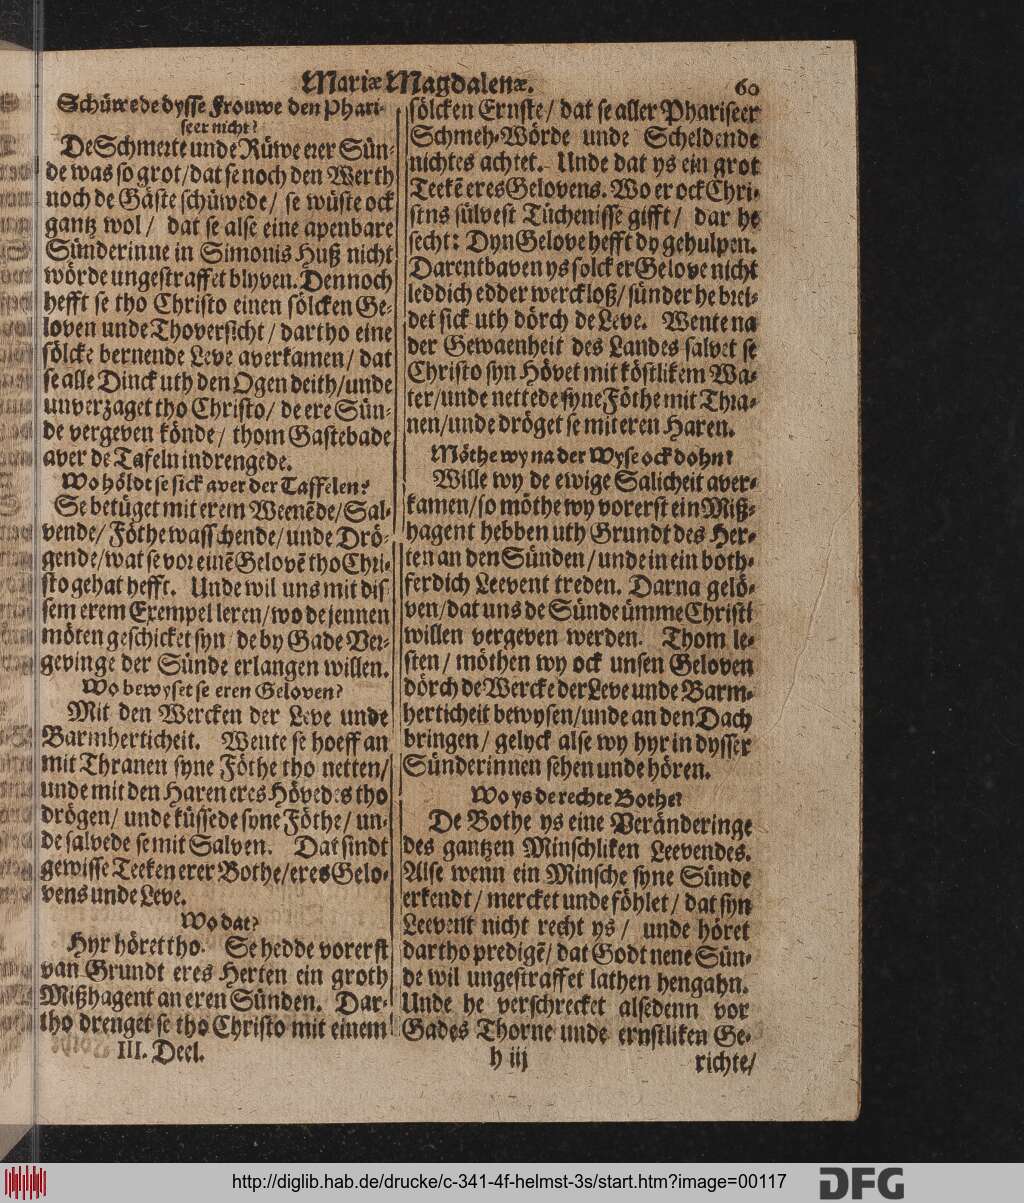 Mariæ Magdalenæ.
60
Schüwede dysse Frouwe den Phari-
seer nicht?
De Schmerte unde Rüwe erer Sün-
de was so grot/ dat se noch den Werth
noch de Gäste schüwede/ se wüste ock
gantz wol/ dat se alse eine apenbare
Sünderinne in Simonis Huß nicht
wörde ungestraffet blyven. Dennoch
hefft se tho Christo einen sölcken Ge-
loven unde Thoversicht/ dartho eine
sölcke bernende Leve averkamen/ dat
se alle Dinck uth den Ogen deith/ unde
unverzaget tho Christo/ de ere Sün-
de vergeven könde/ thom Gastebade
aver de Tafeln indrengede.
Wo höldt se sick aver der Taffelen?
Se betüget mit erem Weenēde/ Sal-
vende/ Föthe wasschende/ unde Drö-
gende/ wat se vor einē Gelovē tho Chri-
sto gehat hefft. Unde wil uns mit dis-
sem erem Exempel leren/ wo de jennen
möten geschicket syn de by Gade Ver-
gevinge der Sünde erlangen willen.
Wo bewyset se eren Geloven?
Mit den Wercken der Leve unde
Barmherticheit. Wente se hoeff an
mit Thranen syne Föthe tho netten/
unde mit den Haren eres Hövedes tho
drögen/ unde küssede syne Föthe/ un-
de salvede se mit Salven. Dat sindt
gewisse Teeken erer Bothe/ eres Gelo-
vens unde Leve.
Wo dat?
Hyr höret tho. Se hedde vorerst
van Grundt eres Herten ein groth
Mißhagent an eren Sünden. Dar-
tho drenget se tho Christo mit einem
III. Deel.
sölcken Ernste/ dat se aller Phariseer
Schmeh-Wörde unde Scheldende
nichtes achtet. Unde dat ys ein grot
Teekē eres Gelovens. Wo er ock Chri-
stns sülvest Tüchenisse gifft/ dar he
secht: Dyn Gelove hefft dy gehulpen.
Darentbaven ys solck er Gelove nicht
leddich edder werckloß/ sünder he brei-
det sick uth dörch de Leve. Wente na
der Gewaenheit des Landes salvet se
Christo syn Hövet mit köstlikem Wa-
ter/ unde nettede syne Föthe mit Thra-
nen/ unde dröget se mit eren Haren.
Möthe wy na der Wyse ock dohn?
Wille wy de ewige Salicheit aver-
kamen/ so möthe wy vorerst ein Miß-
hagent hebben uth Grundt des Her-
ten an den Sünden/ unde in ein both-
ferdich Leevent treden. Darna gelö-
ven/ dat uns de Sünde ümme Christi
willen vergeven werden. Thom le-
sten/ möthen wy ock unsen Geloven
dörch de Wercke der Leve unde Barm-
herticheit bewysen/ unde an den Dach
bringen/ gelyck alse wy hyr in dysser
Sünderinnen sehen unde hören.
Wo ys de rechte Bothe?
De Bothe ys eine Veränderinge
des gantzen Minschliken Leevendes.
Alse wenn ein Minsche syne Sünde
erkendt/ mercket unde föhlet/ dat syn
Leevent nicht recht ys/ unde höret
dartho predigē/ dat Godt nene Sün-
de wil ungestraffet lathen hengahn.
Unde he verschrecket alsedenn vor
Gades Thorne unde ernstliken Ge-
h iij
richte/
http://diglib.hab.de/drucke/c-341-4f-helmst-3s/start.htm?image=00117
DFG